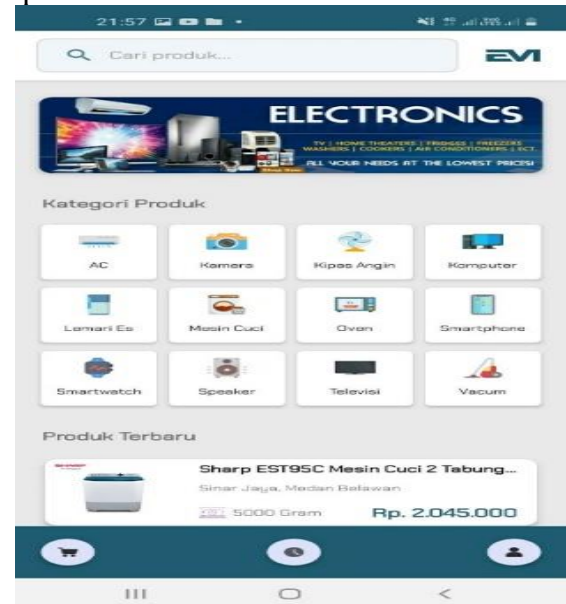 21:57
Cari produk...
EVI
ELECTRONICS
TV | HOME THEATERS | FRIDGES | FREEZERS
WASHERS | COOKERS | AIR CONDITIONERS | ECT.
ALL YOUR NEEDS AT THE LOWEST PRICES!
Shop Now
Kategori Produk
AC
Kamera
Kipas Angin
Komputer
Lemari Es
Mesin Cuci
Oven
Smartphone
Smartwatch
Speaker
Televisi
Vacum
Produk Terbaru
SHARP
Sharp EST95C Mesin Cuci 2 Tabung...
Sinar Jaya, Medan Belawan
5000 Gram
Rp. 2.045.000